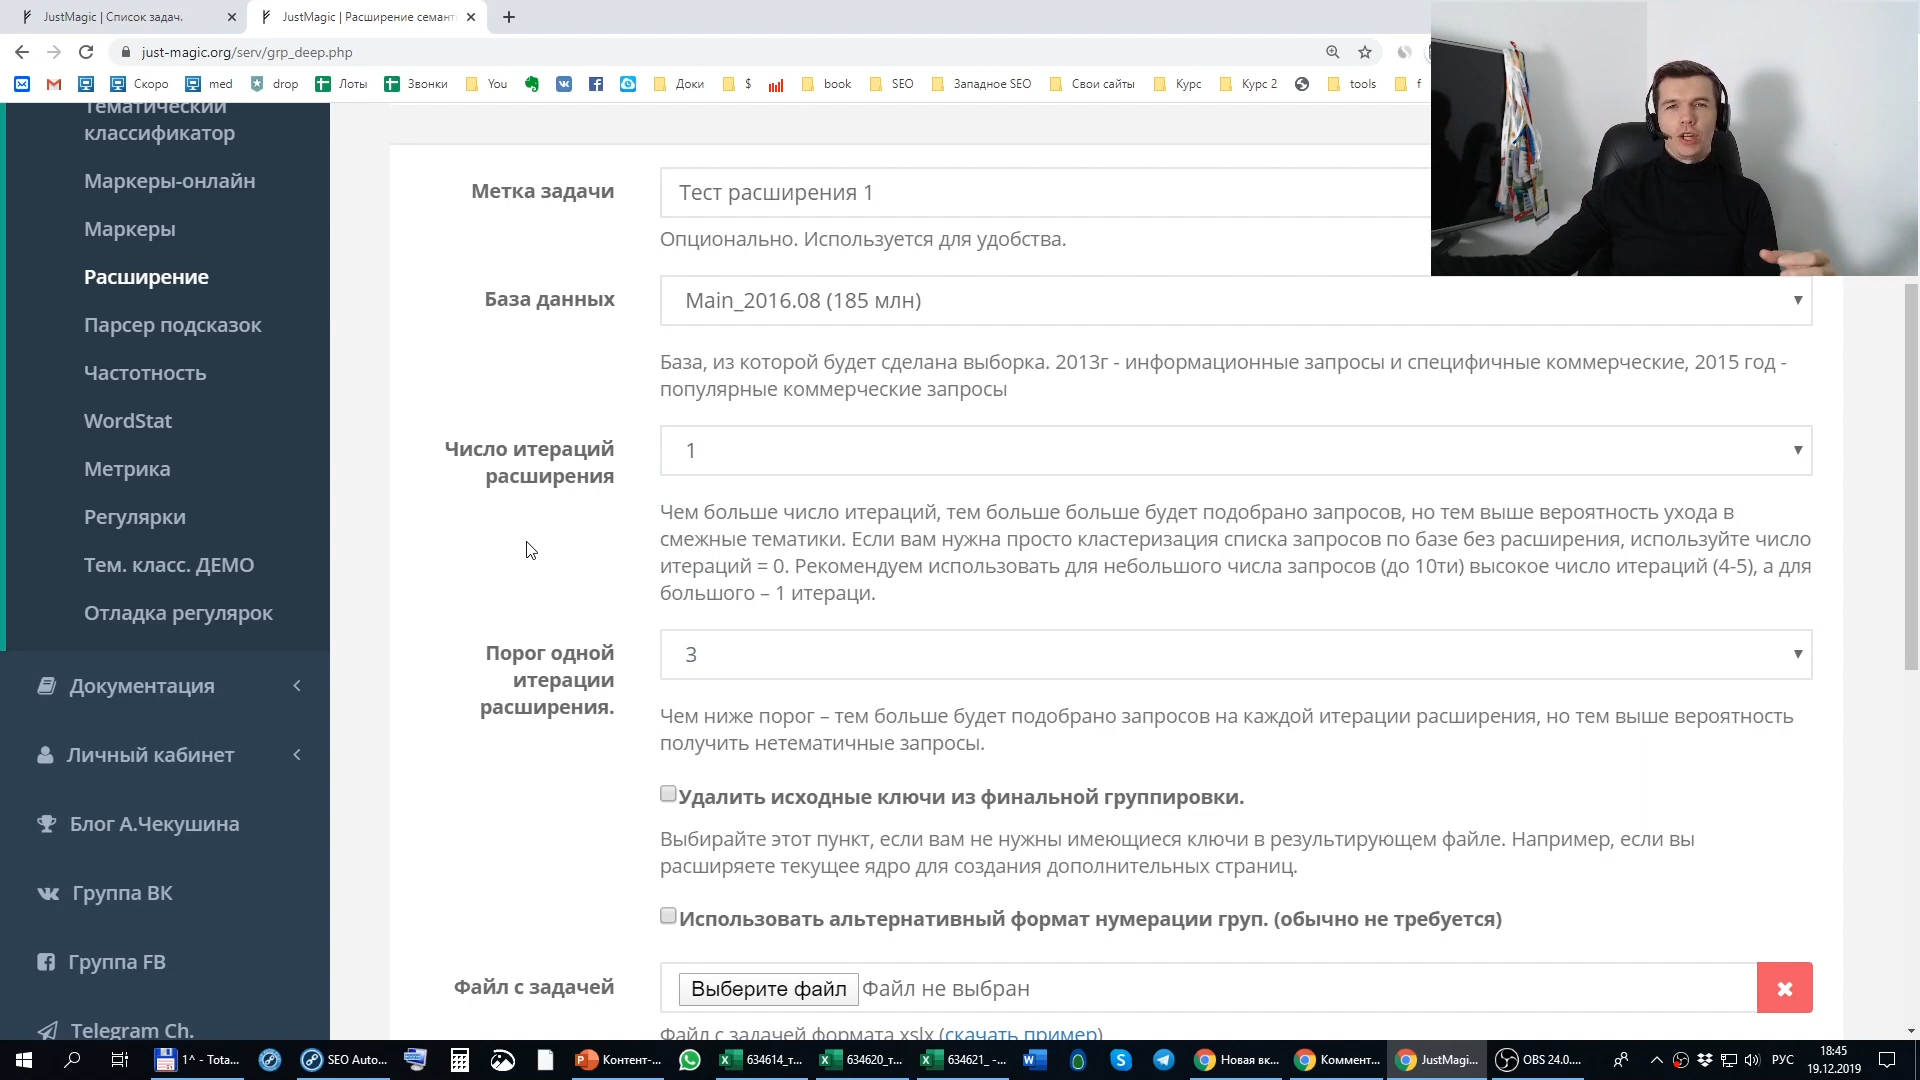 JustMagic | Список задач.
JustMagic | Расширение семант
just-magic.org/serv/grp_deep.php
Скоро
med
drop
Лоты
Звонки
You
Доки
$
book
SEO
Западное SEO
Свои сайты
Курс
Курс 2
tools
f
Тематический
классификатор
Маркеры-онлайн
Маркеры
Расширение
Парсер подсказок
Частотность
WordStat
Метрика
Регулярки
Тем. класс. ДЕМО
Отладка регулярок
Документация
Личный кабинет
Блог А.Чекушина
Группа ВК
Группа FB
Telegram Ch.
Метка задачи
Тест расширения 1
Опционально. Используется для удобства.
База данных
Main_2016.08 (185 млн)
База, из которой будет сделана выборка. 2013г - информационные запросы и специфичные коммерческие, 2015 год -
популярные коммерческие запросы
Число итераций
расширения
1
Чем больше число итераций, тем больше больше будет подобрано запросов, но тем выше вероятность ухода в
смежные тематики. Если вам нужна просто кластеризация списка запросов по базе без расширения, используйте число
итераций = 0. Рекомендуем использовать для небольшого числа запросов (до 10ти) высокое число итераций (4-5), а для
большого – 1 итераци.
Порог одной
итерации
расширения.
3
Чем ниже порог – тем больше будет подобрано запросов на каждой итерации расширения, но тем выше вероятность
получить нетематичные запросы.
Удалить исходные ключи из финальной группировки.
Выбирайте этот пункт, если вам не нужны имеющиеся ключи в результирующем файле. Например, если вы
расширяете текущее ядро для создания дополнительных страниц.
Использовать альтернативный формат нумерации груп. (обычно не требуется)
Файл с задачей
Выберите файл Файл не выбран
Файл с задачей формата xslx (скачать пример)
1^ - Tota...
SEO Auto...
Контент-...
634614_т...
634620_т...
634621_ -...
Новая вк...
Коммент...
JustMagi...
OBS 24.0....
РУС
18:45
19.12.2019